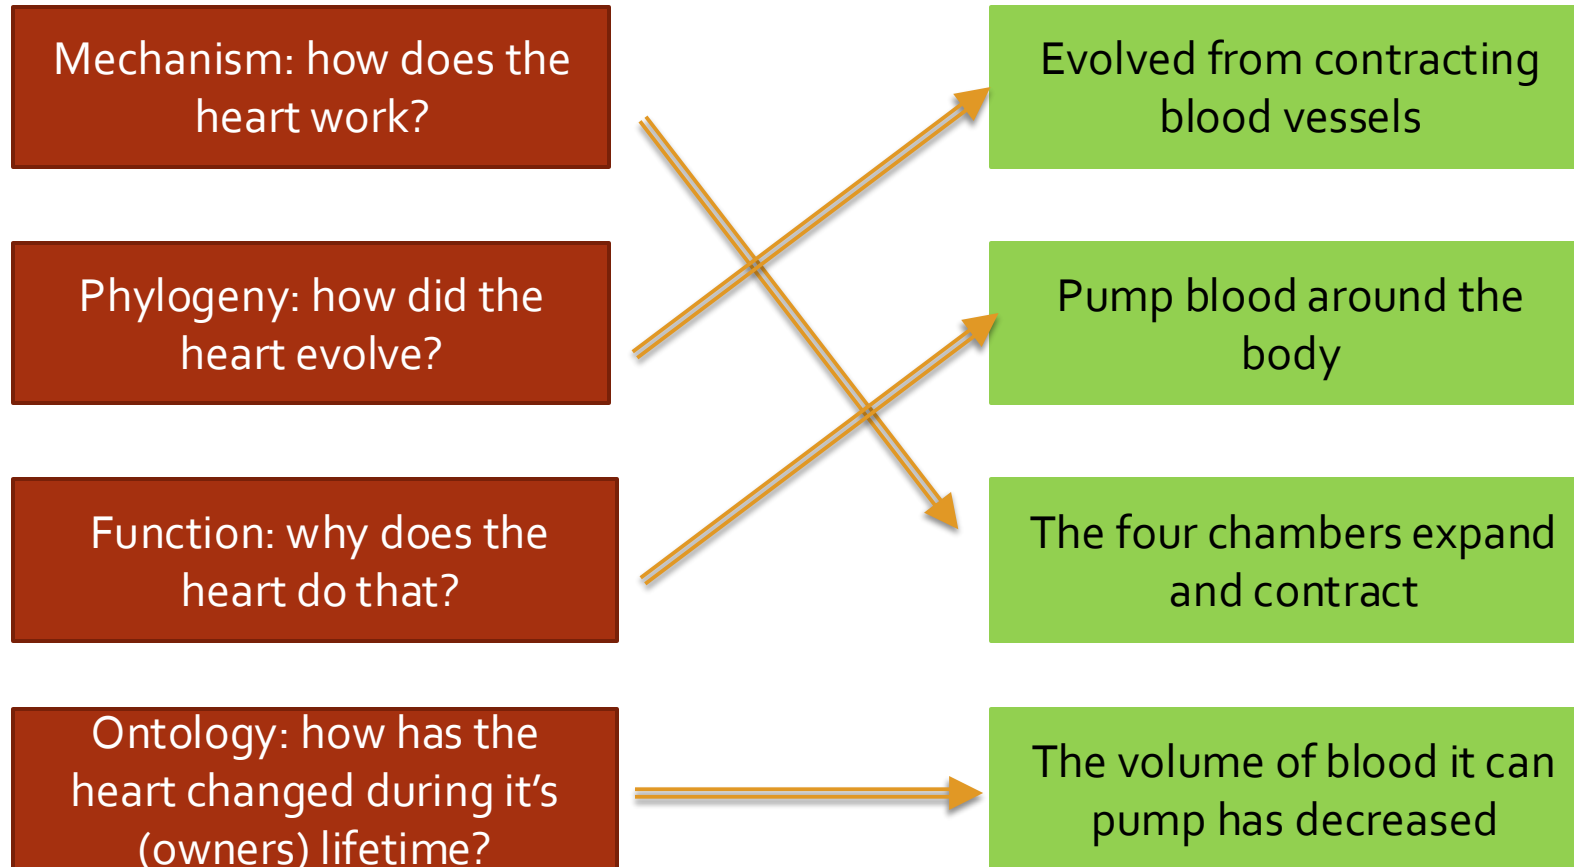 Mechanism: how does the
heart work?
Evolved from contracting
blood vessels
Phylogeny: how did the
heart evolve?
Pump blood around the
body
Function: why does the
heart do that?
The four chambers expand
and contract
Ontology: how has the
heart changed during it’s
(owners) lifetime?
The volume of blood it can
pump has decreased